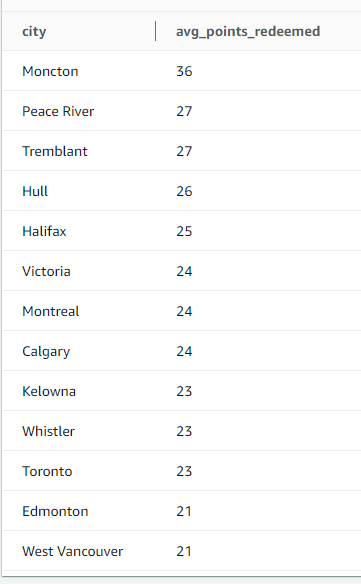 city avg_points_redeemed
Moncton 36
Peace River 27
Tremblant 27
Hull 26
Halifax 25
Victoria 24
Montreal 24
Calgary 24
Kelowna 23
Whistler 23
Toronto 23
Edmonton 21
West Vancouver 21